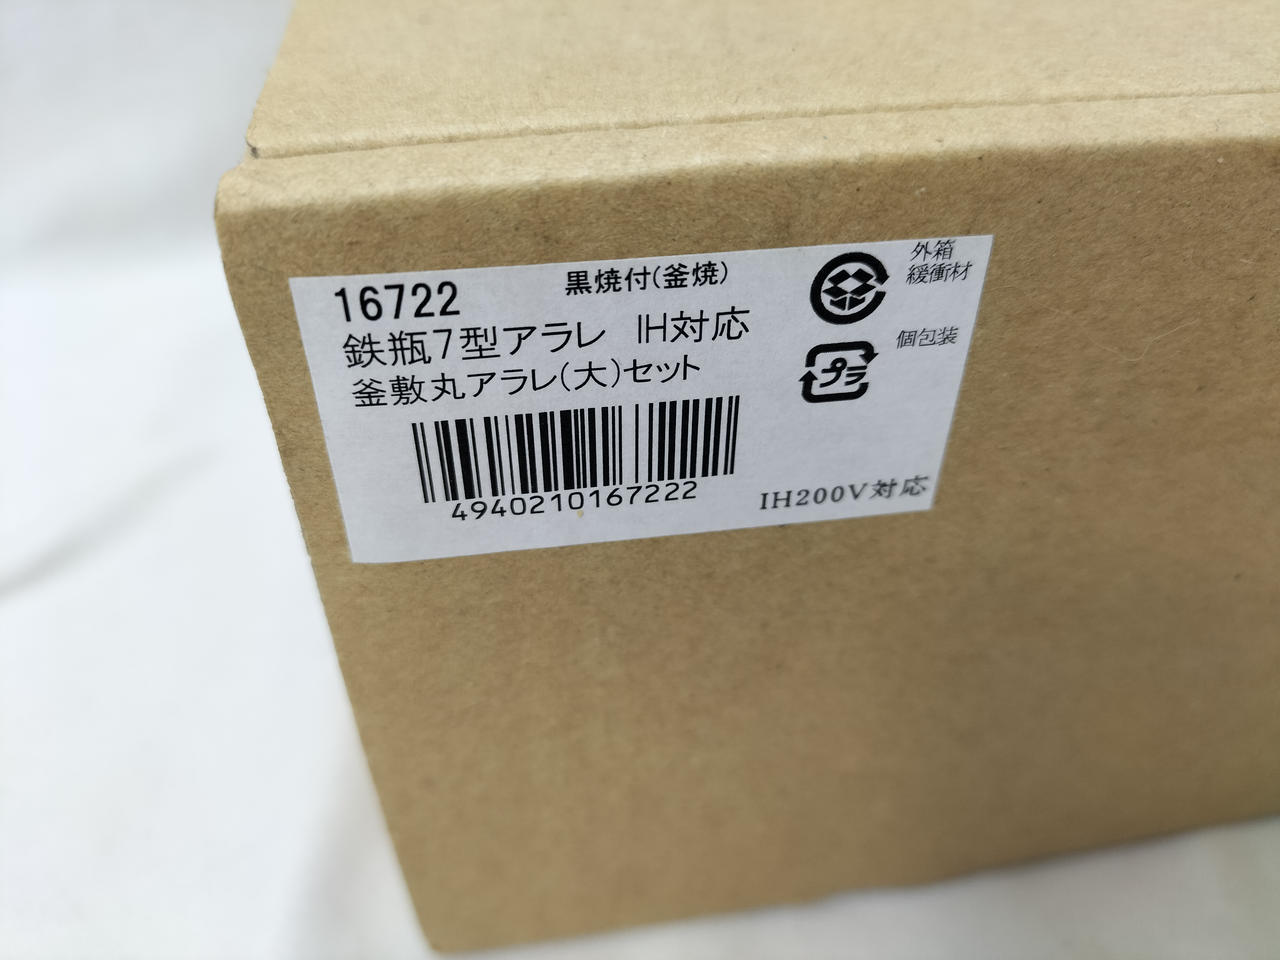 16722 黒焼付(釜焼)
鉄瓶7型アラレ IH対応
釜敷丸アラレ(大)セット
4940210167222
外箱
緩衝材
プラ
個包装
IH200V対応